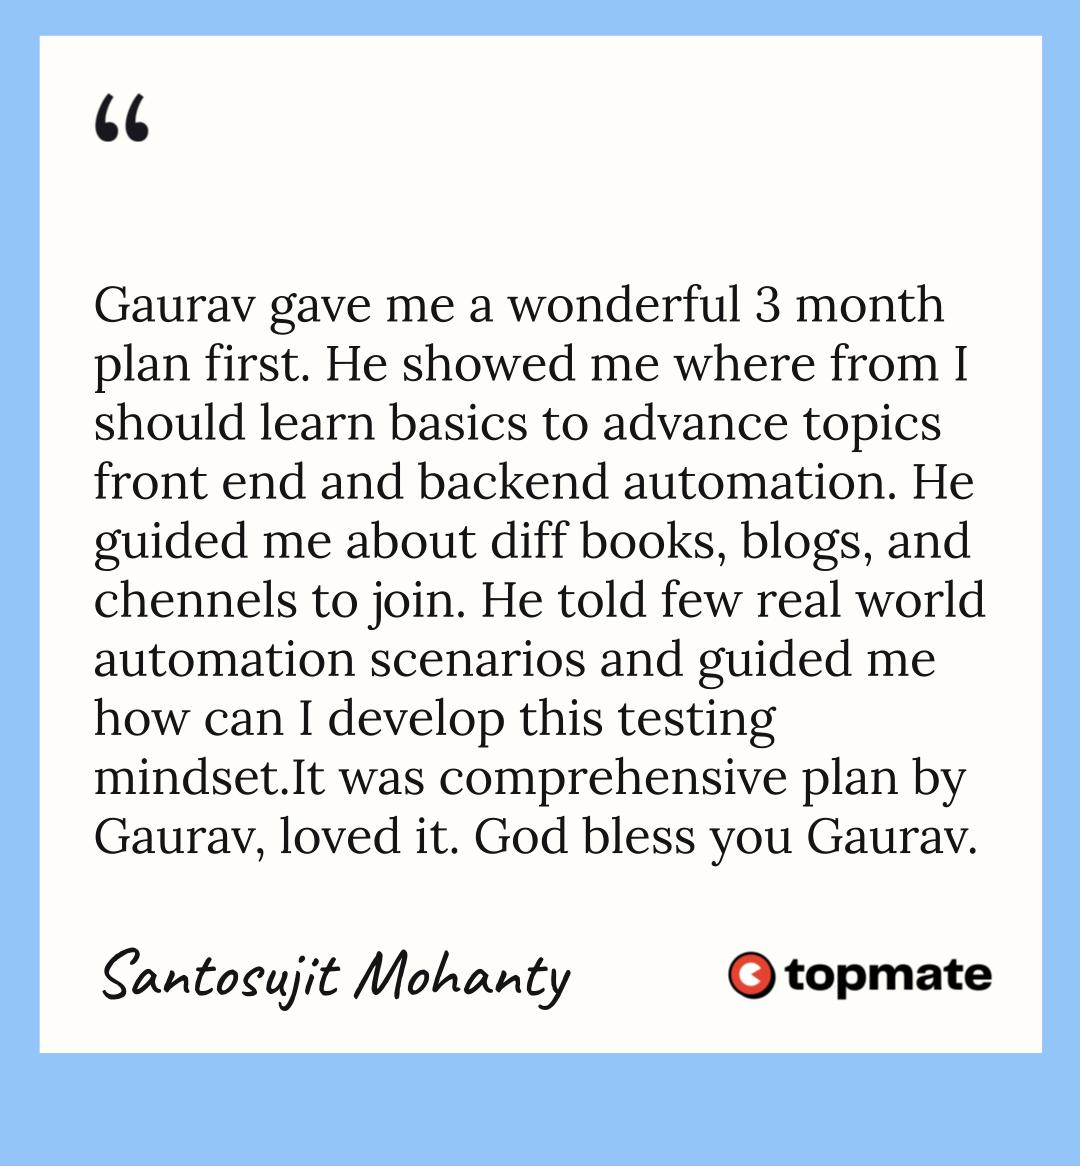 “
Gaurav gave me a wonderful 3 month
plan first. He showed me where from I
should learn basics to advance topics
front end and backend automation. He
guided me about diff books, blogs, and
chennels to join. He told few real world
automation scenarios and guided me
how can I develop this testing
mindset.It was comprehensive plan by
Gaurav, loved it. God bless you Gaurav.
Santosujit Mohanty
topmate